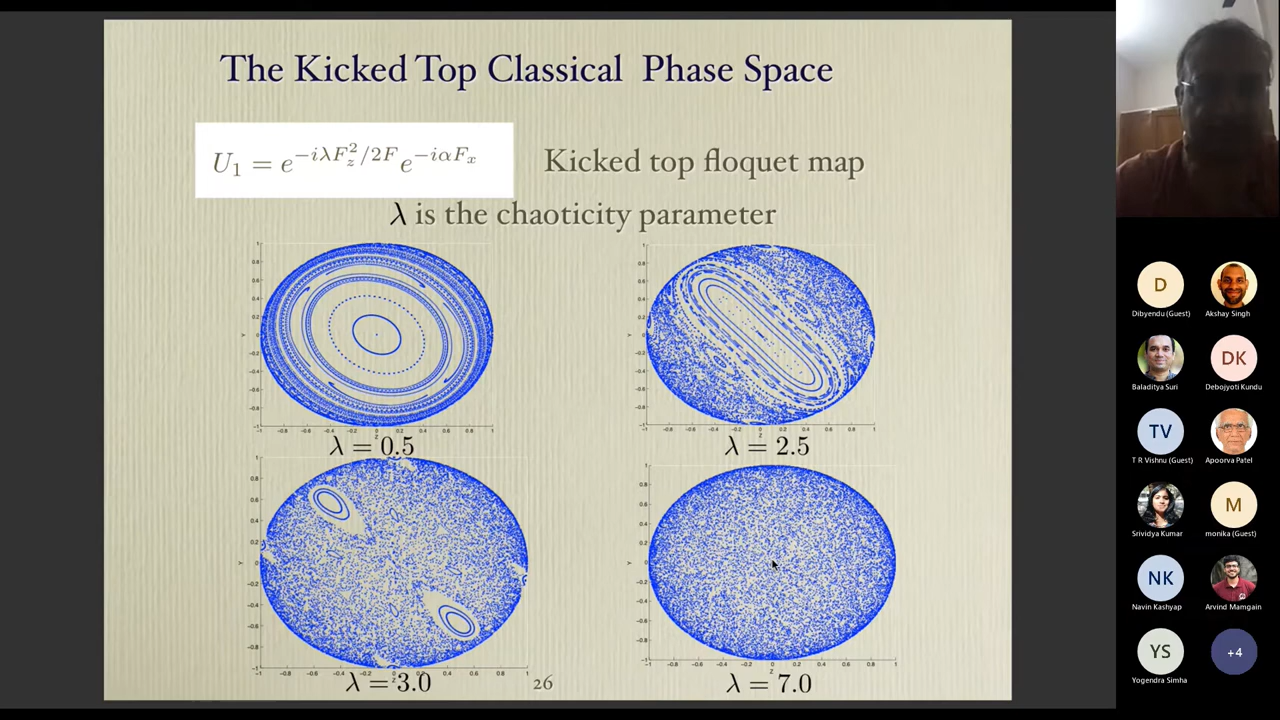 The Kicked Top Classical Phase Space
U₁ = e^{-iλF_z^2/2F} e^{-iαF_x}
Kicked top floquet map
λ is the chaoticity parameter
λ = 0.5
λ = 2.5
λ = 3.0
26
λ = 7.0
D
Dibyendu (Guest)
Akshay Singh
Baladitya Suri
DK
Debojyoti Kundu
TV
T R Vishnu (Guest)
Apoorva Patel
Srividya Kumar
M
monika (Guest)
NK
Navin Kashyap
Arvind Mamgain
YS
Yogendra Simha
+4